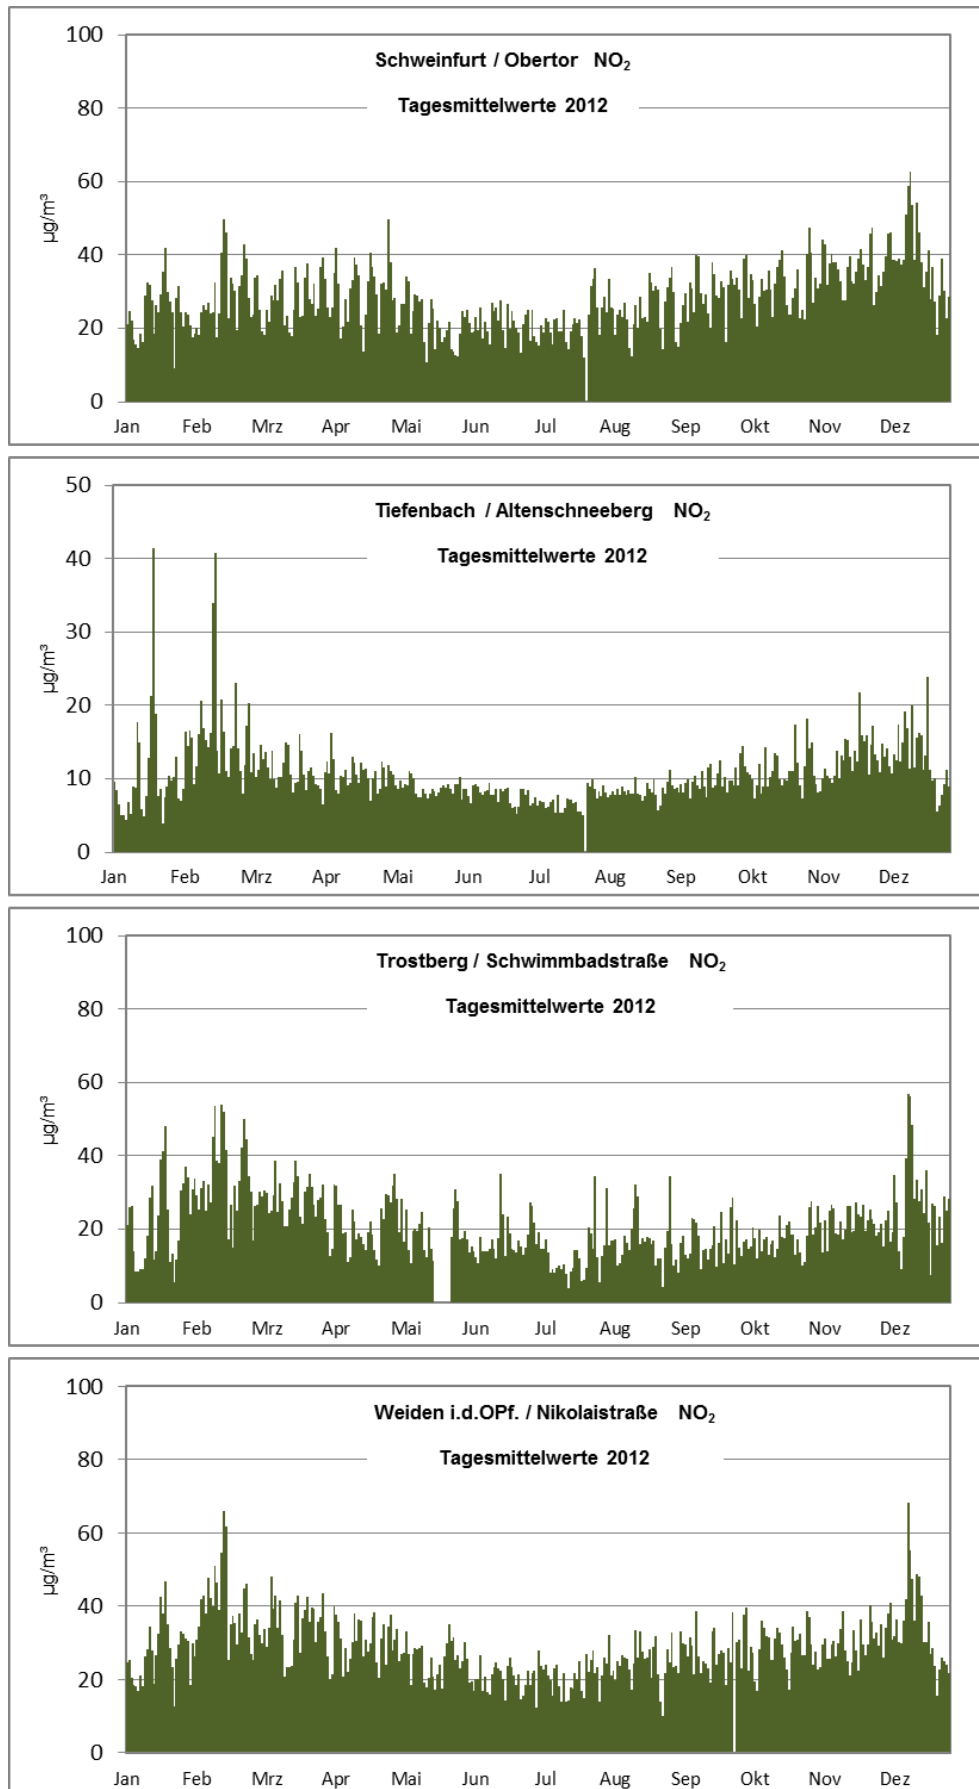 Schweinfurt / Obertor NO₂
Tagesmittelwerte 2012
µg/m³
100
80
60
40
20
0
Jan Feb Mrz Apr Mai Jun Jul Aug Sep Okt Nov Dez
Tiefenbach / Altenschneeberg NO₂
Tagesmittelwerte 2012
µg/m³
50
40
30
20
10
0
Jan Feb Mrz Apr Mai Jun Jul Aug Sep Okt Nov Dez
Trostberg / Schwimmbadstraße NO₂
Tagesmittelwerte 2012
µg/m³
100
80
60
40
20
0
Jan Feb Mrz Apr Mai Jun Jul Aug Sep Okt Nov Dez
Weiden i.d.OPf. / Nikolaistraße NO₂
Tagesmittelwerte 2012
µg/m³
100
80
60
40
20
0
Jan Feb Mrz Apr Mai Jun Jul Aug Sep Okt Nov Dez